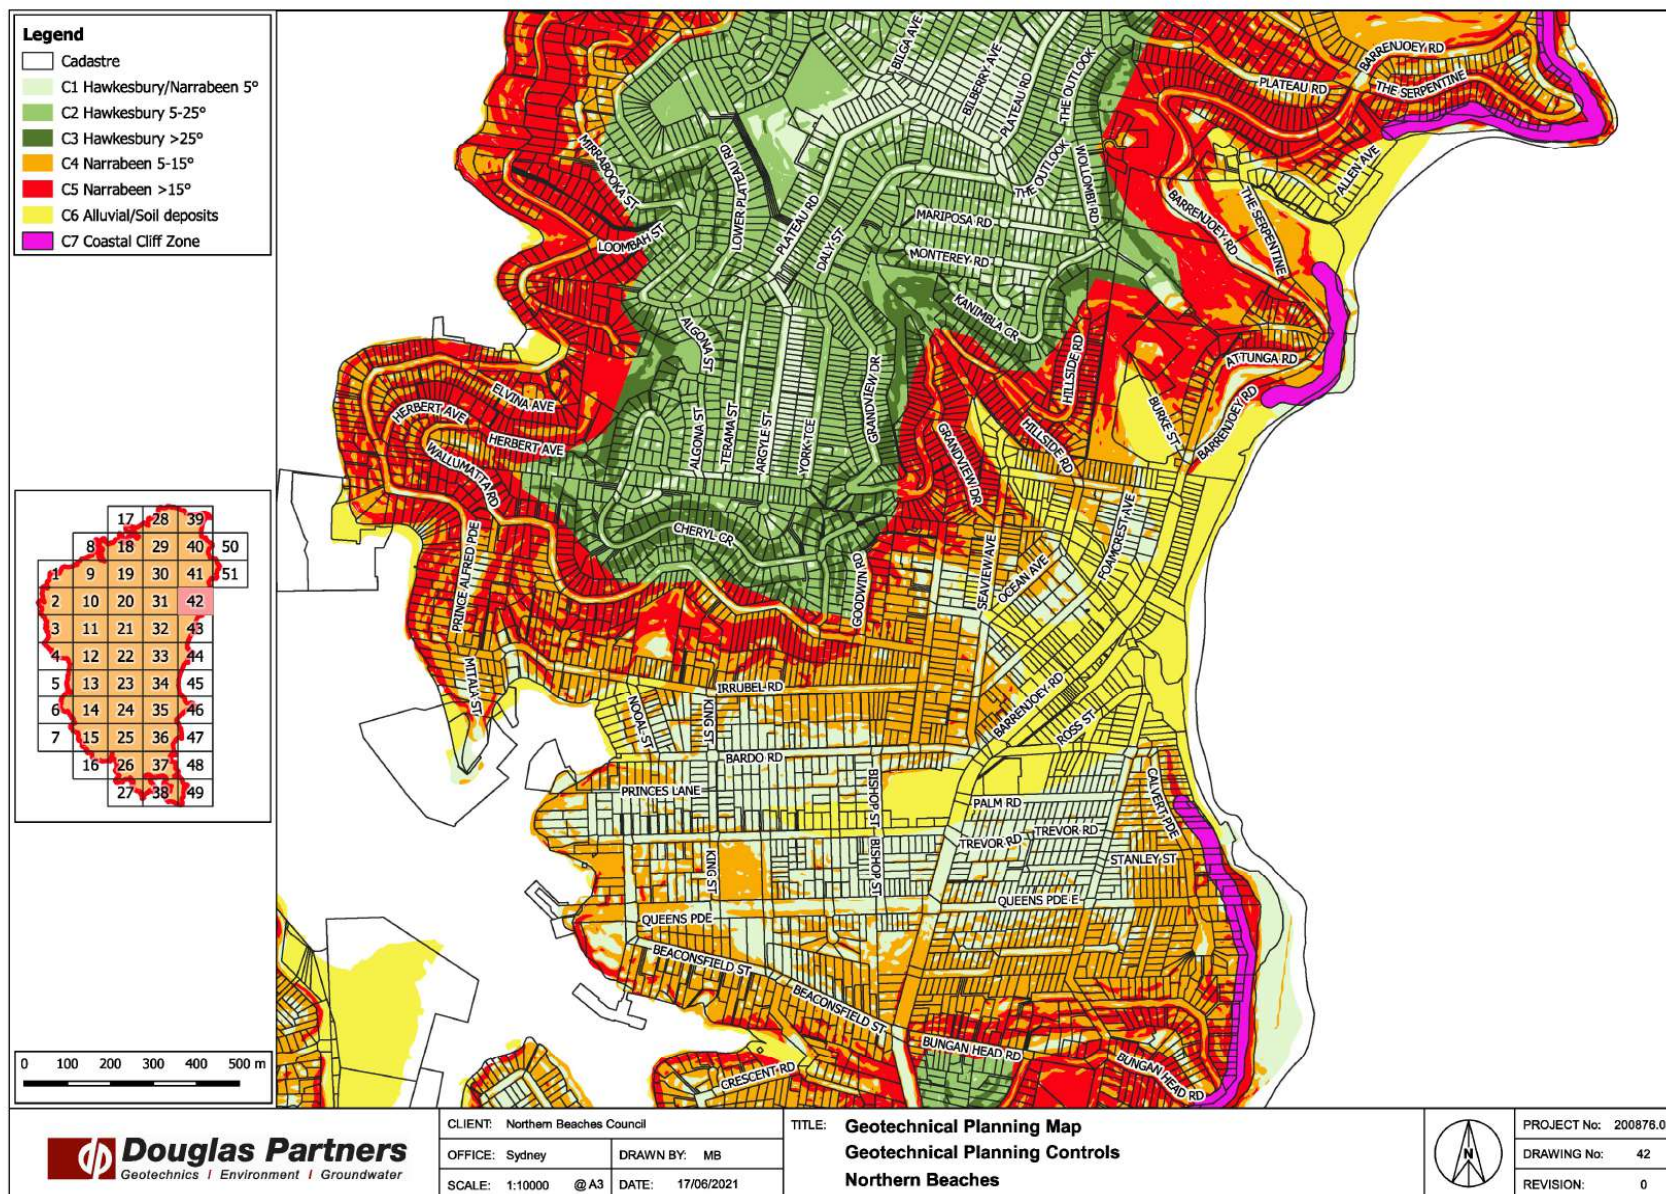 Legend
Cadastre
C1 Hawkesbury/Narrabeen 5°
C2 Hawkesbury 5-25°
C3 Hawkesbury >25°
C4 Narrabeen 5-15°
C5 Narrabeen >15°
C6 Alluvial/Soil deposits
C7 Coastal Cliff Zone
17 28 39
8 18 29 40 50
1 9 19 30 41 51
2 10 20 31 42
3 11 21 32 43
4 12 22 33 44
5 13 23 34 45
6 14 24 35 46
7 15 25 36 47
16 26 37 48
27 38 49
0 100 200 300 400 500 m
BILGA AVE
BILBERRY AVE
PLATEAU RD
THE OUTLOOK
BARRENJOEY RD
PLATEAU RD
THE SERPENTINE
MIRRABOOKA ST
LOWER PLATEAU RD
THE OUTLOOK
WOLLOMBI RD
ALLEN AVE
LOOMBAH ST
PLATEAU RD
DALY ST
MARIPOSA RD
MONTEREY RD
BARRENJOEY RD
THE SERPENTINE
KANIMBLA CR
ALGONA ST
GRANDVIEW DR
HILLSIDE RD
ATTUNGA RD
ELVINA AVE
HERBERT AVE
HERBERT AVE
WALLUMATTA RD
ALGONA ST
TERAMA ST
ARGYLE ST
YORK TCE
GRANDVIEW DR
HILLSIDE RD
BURKE ST
BARRENJOEY RD
CHERYL CR
PRINCE ALFRED PDE
GOODWIN RD
SEAVIEW AVE
OCEAN AVE
FOAMCREST AVE
MITALA ST
IRRUBEL RD
NOOAL ST
KING ST
BARRENJOEY RD
ROSS ST
BARDO RD
PRINCES LANE
BISHOP ST
PALM RD
CALVERT PDE
TREVOR RD
TREVOR RD
KING ST
BISHOP ST
STANLEY ST
QUEENS PDE
QUEENS PDE E
BEACONSFIELD ST
BEACONSFIELD ST
BUNGAN HEAD RD
CRESCENT RD
BUNGAN HEAD RD
dp Douglas Partners
Geotechnics | Environment | Groundwater
CLIENT: Northern Beaches Council
OFFICE: Sydney
DRAWN BY: MB
SCALE: 1:10000 @ A3
DATE: 17/06/2021
TITLE: Geotechnical Planning Map
Geotechnical Planning Controls
Northern Beaches
N
PROJECT No: 200876.0
DRAWING No: 42
REVISION: 0